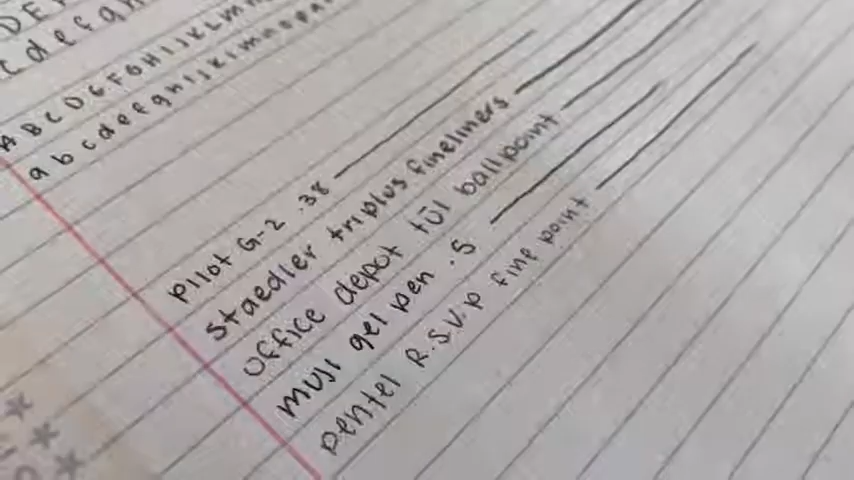 c d e f g h
A B C D G F G H I J K L M N
a b c d e f g h i j k l m n o p q
pilot G-2 .38
staedler triplus fineliners
office depot tūl ballpoint
muji gel pen .5
pentel R.S.V.P fine point